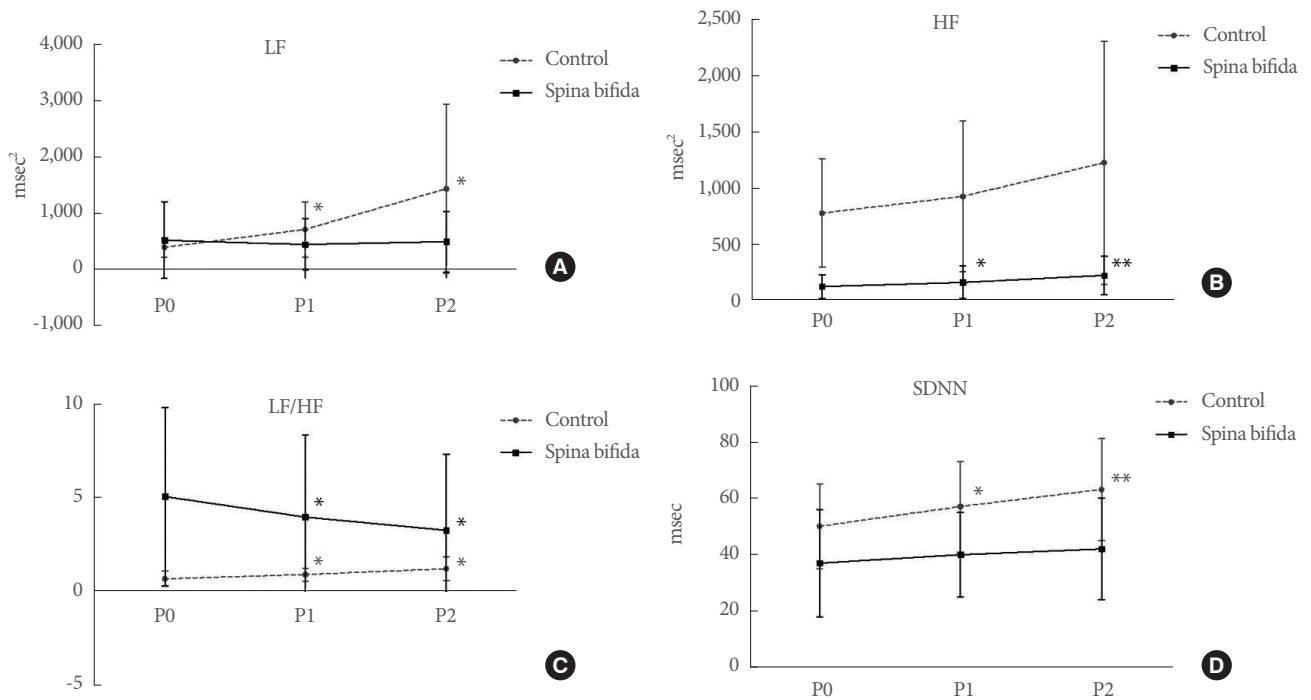 LF
4,000
3,000
2,000
1,000
0
-1,000
msec²
P0 P1 P2
* *
Control
Spina bifida
A
HF
2,500
2,000
1,500
1,000
500
0
msec²
P0 P1 P2
* **
Control
Spina bifida
B
LF/HF
10
5
0
-5
P0 P1 P2
* *
* *
Control
Spina bifida
C
SDNN
100
80
60
40
20
0
msec
P0 P1 P2
* **
Control
Spina bifida
D